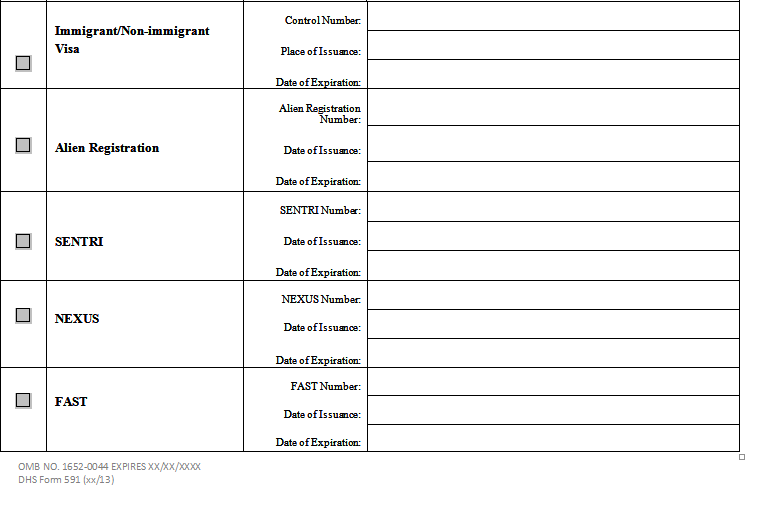 Control Number:
Immigrant/Non-immigrant
Visa
Place of Issuance:
Date of Expiration:
Alien Registration
Number:
Alien Registration
Date of Issuance:
Date of Expiration:
SENTRI Number:
SENTRI
Date of Issuance:
Date of Expiration:
NEXUS Number:
NEXUS
Date of Issuance:
Date of Expiration:
FAST Number:
FAST
Date of Issuance:
Date of Expiration:
OMB NO. 1652-0044 EXPIRES XX/XX/XXXX
DHS Form 591 (xx/13)